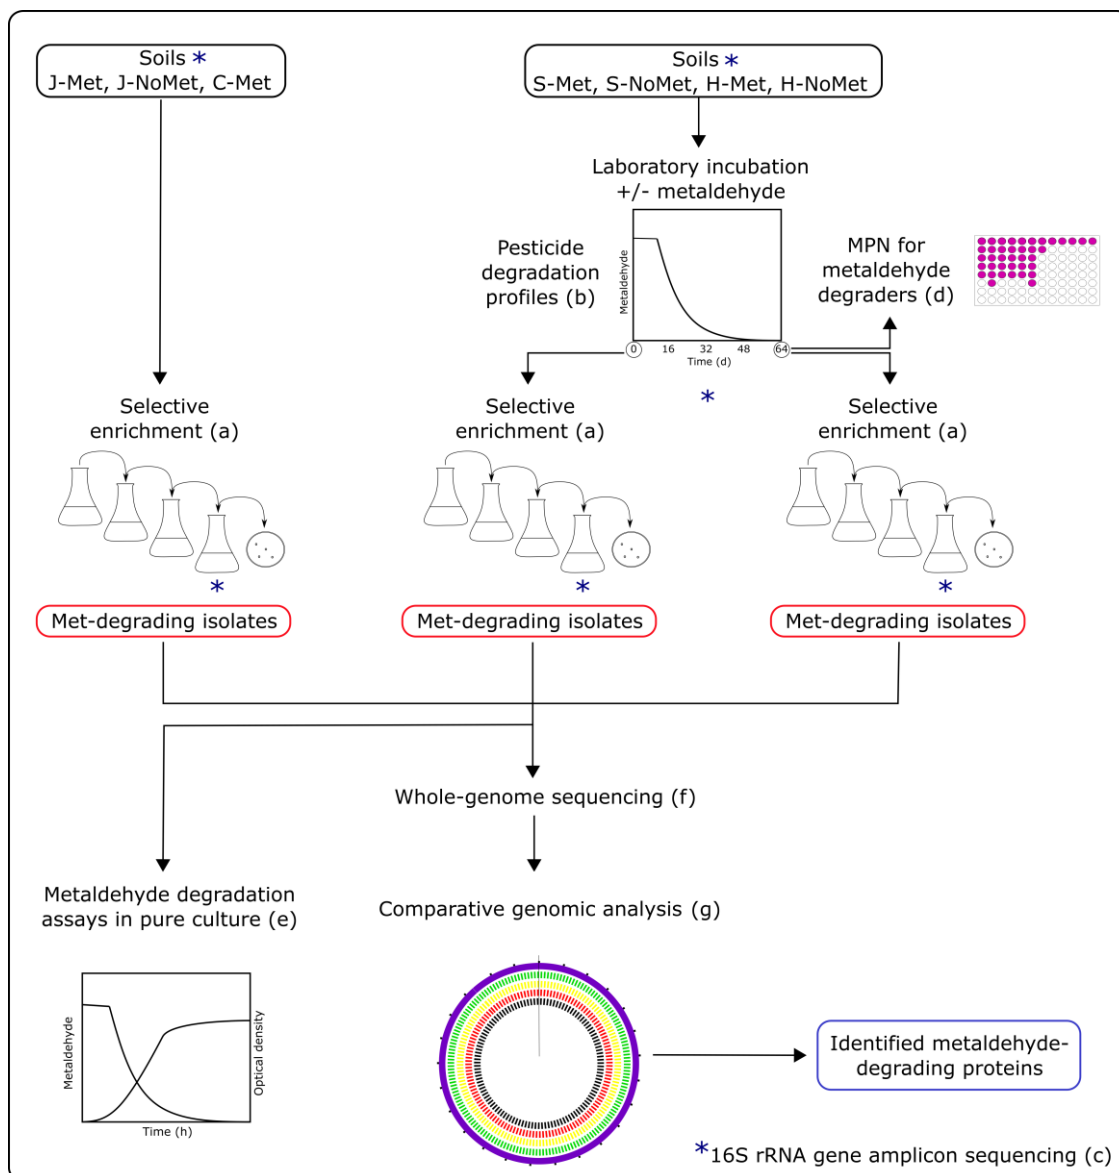 Soils *
J-Met, J-NoMet, C-Met
Soils *
S-Met, S-NoMet, H-Met, H-NoMet
Laboratory incubation
+/- metaldehyde
Pesticide
degradation
profiles (b)
Metaldehyde
0 16 32 48 64
Time (d)
MPN for
metaldehyde
degraders (d)
*
Selective
enrichment (a)
Selective
enrichment (a)
Selective
enrichment (a)
*
*
*
Met-degrading isolates
Met-degrading isolates
Met-degrading isolates
Whole-genome sequencing (f)
Metaldehyde degradation
assays in pure culture (e)
Metaldehyde
Optical density
Time (h)
Comparative genomic analysis (g)
Identified metaldehyde-
degrading proteins
*16S rRNA gene amplicon sequencing (c)